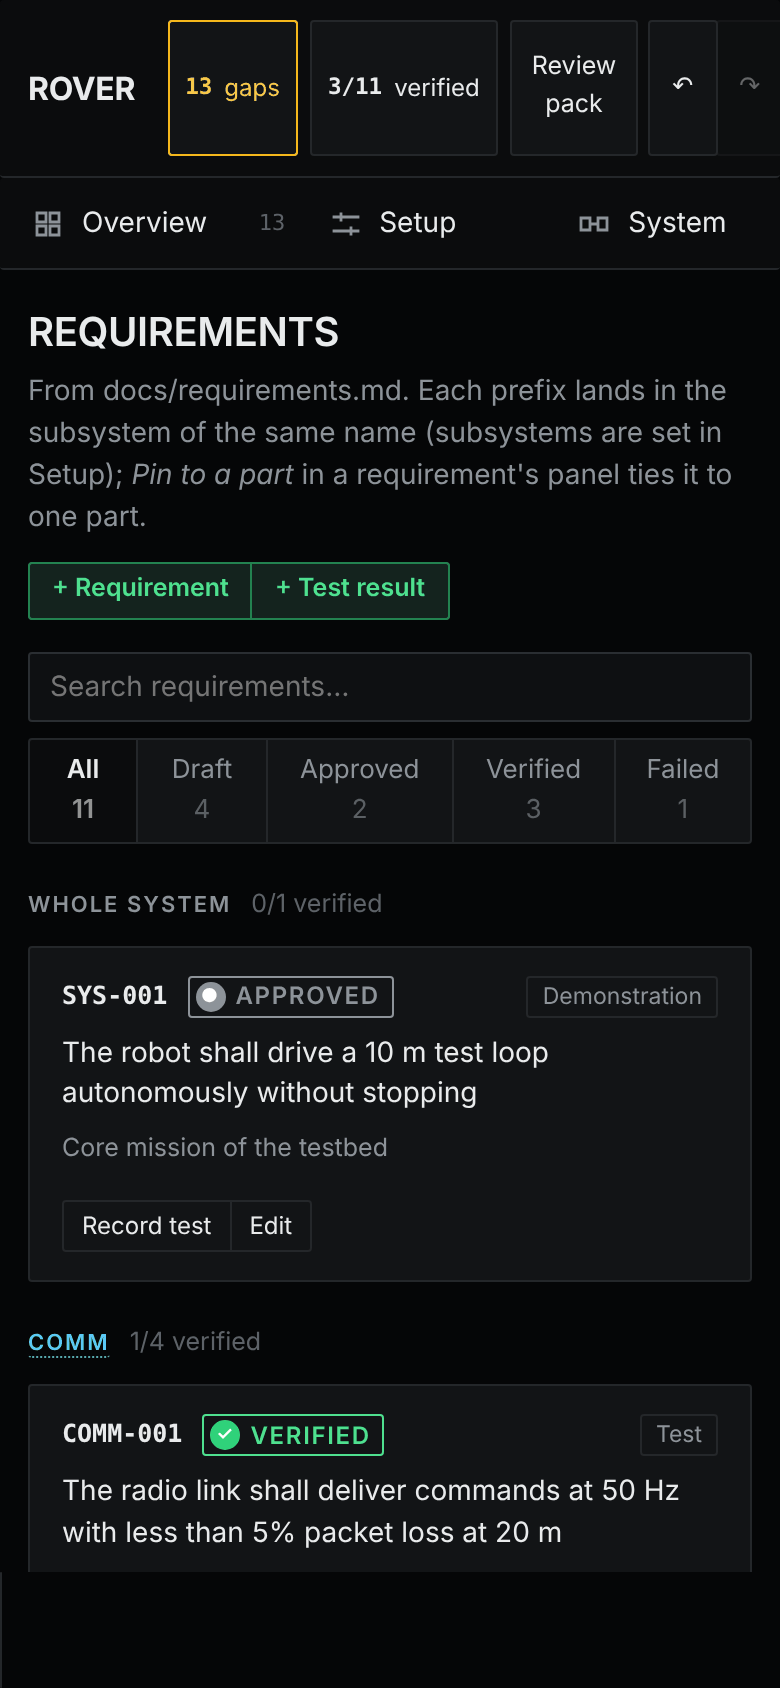 ROVER
13 gaps
3/11 verified
Review
pack
↶
↷
Overview 13
Setup
System
REQUIREMENTS
From docs/requirements.md. Each prefix lands in the
subsystem of the same name (subsystems are set in
Setup); Pin to a part in a requirement's panel ties it to
one part.
+ Requirement
+ Test result
Search requirements...
All
11
Draft
4
Approved
2
Verified
3
Failed
1
WHOLE SYSTEM 0/1 verified
SYS-001 APPROVED Demonstration
The robot shall drive a 10 m test loop
autonomously without stopping
Core mission of the testbed
Record test
Edit
COMM 1/4 verified
COMM-001 VERIFIED Test
The radio link shall deliver commands at 50 Hz
with less than 5% packet loss at 20 m